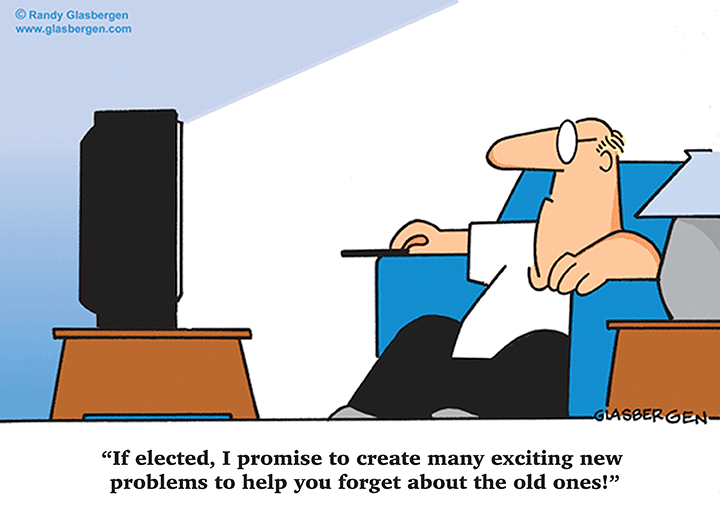 © Randy Glasbergen
www.glasbergen.com
GLASBERGEN
“If elected, I promise to create many exciting new
problems to help you forget about the old ones!”